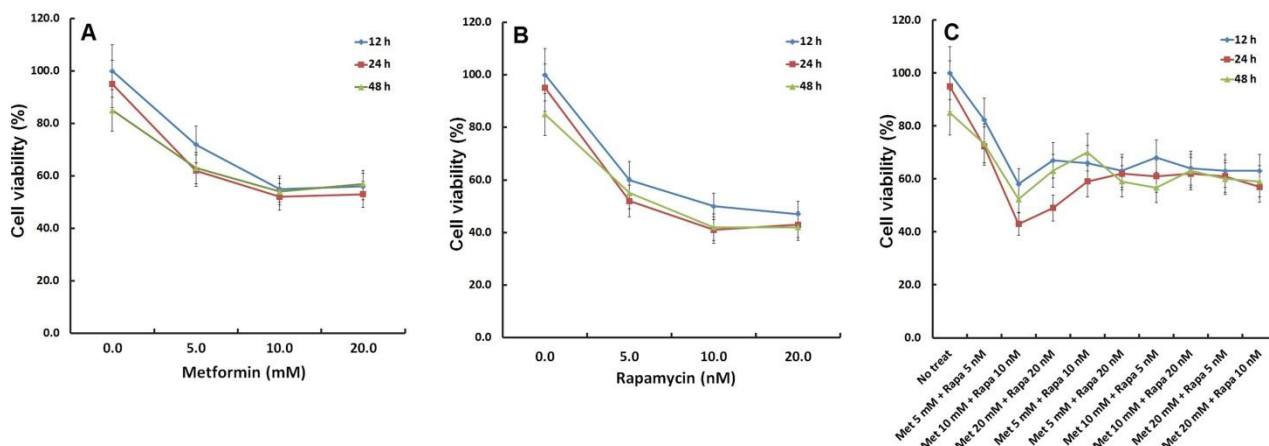 A
120.0
100.0
80.0
60.0
40.0
20.0
0.0
Cell viability (%)
12 h
24 h
48 h
0.0 5.0 10.0 20.0
Metformin (mM)
B
120.0
100.0
80.0
60.0
40.0
20.0
0.0
Cell viability (%)
12 h
24 h
48 h
0.0 5.0 10.0 20.0
Rapamycin (nM)
C
120.0
100.0
80.0
60.0
40.0
20.0
0.0
Cell viability (%)
12 h
24 h
48 h
No treat
Met 5 mM + Rapa 5 nM
Met 10 mM + Rapa 10 nM
Met 20 mM + Rapa 20 nM
Met 5 mM + Rapa 10 nM
Met 5 mM + Rapa 20 nM
Met 10 mM + Rapa 5 nM
Met 10 mM + Rapa 20 nM
Met 20 mM + Rapa 5 nM
Met 20 mM + Rapa 10 nM